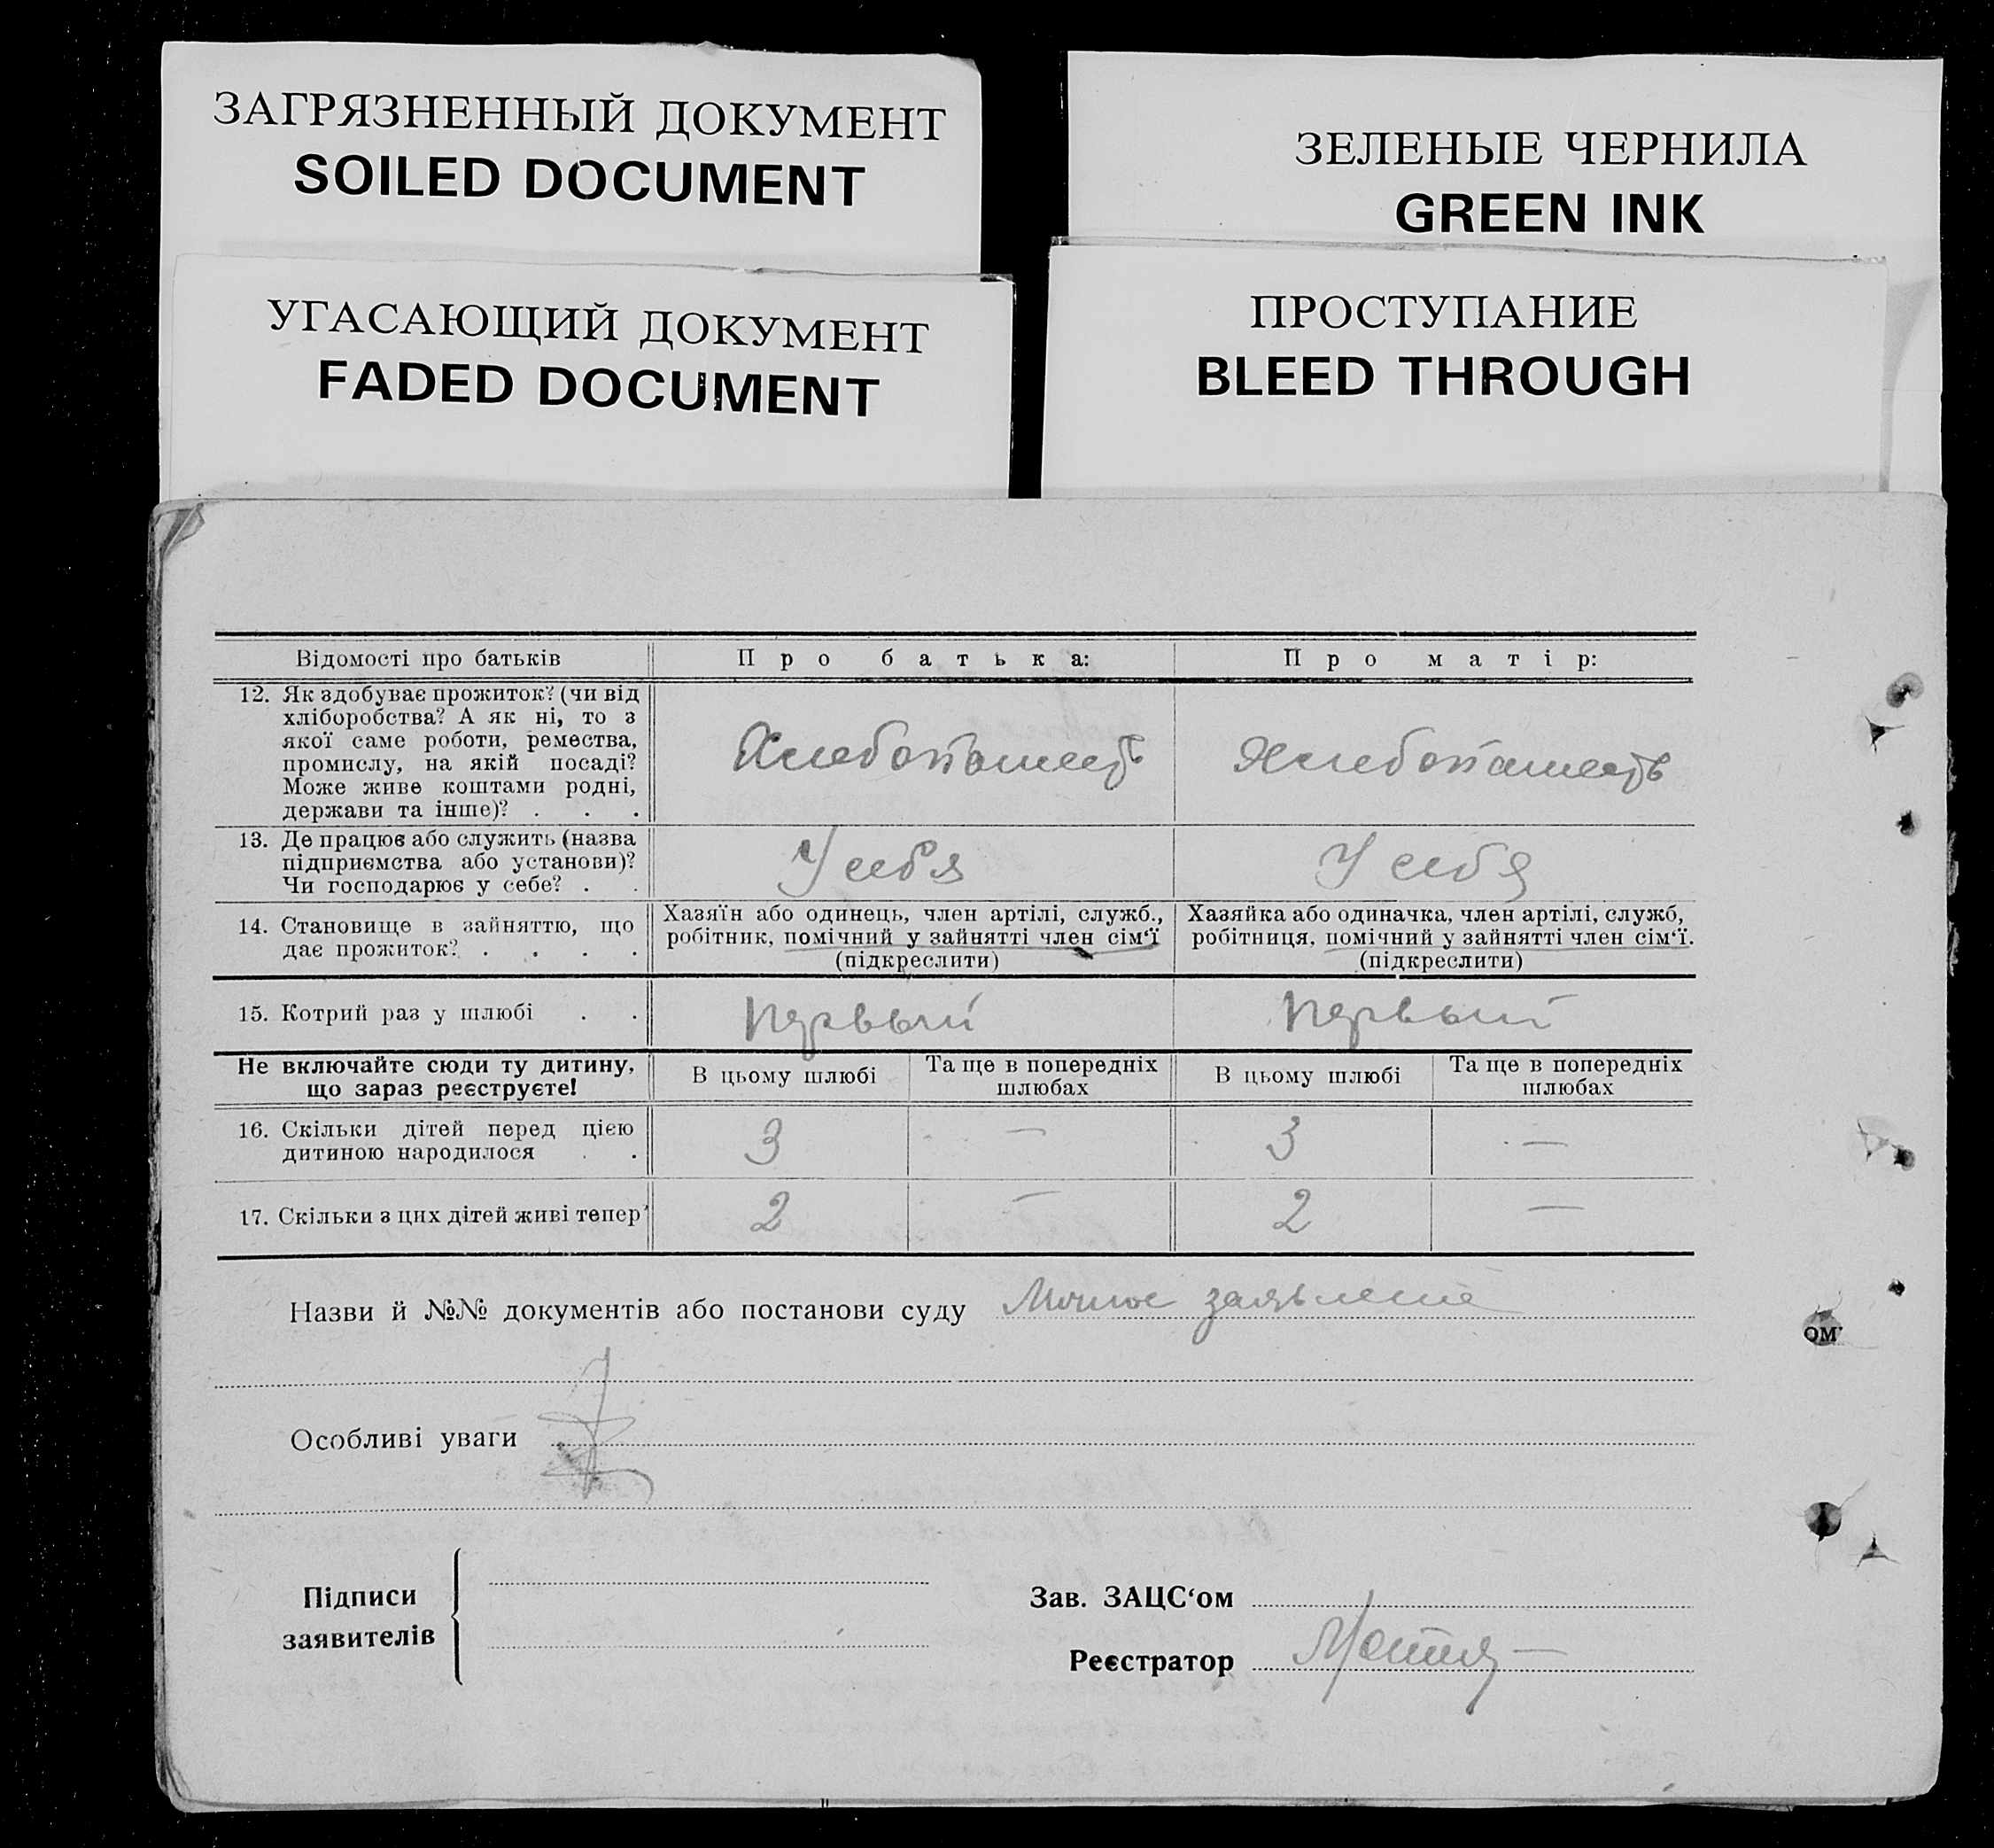 ЗАГРЯЗНЕННЫЙ ДОКУМЕНТ
SOILED DOCUMENT
ЗЕЛЕНЫЕ ЧЕРНИЛА
GREEN INK
УГАСАЮЩИЙ ДОКУМЕНТ
FADED DOCUMENT
ПРОСТУПАНИЕ
BLEED THROUGH
Відомості про батьків
Про батька:
Про матір:
12. Як здобуває прожиток? (чи від
хліборобства? А як ні, то з
якої саме роботи, ремества,
промислу, на якій посаді?
Може живе коштами родні,
держави та інше)? . . .
Хлебопашест
Хлебопашеств
13. Де працює або служить (назва
підприємства або установи)?
Чи господарює у себе? . .
У себя
У себя
14. Становище в зайняттю, що
дає прожиток? . . . .
Хазяїн або одинець, член артілі, служб.,
робітник, помічний у зайнятті член сім‘ї
(підкреслити)
Хазяйка або одиначка, член артілі, служб,
робітниця, помічний у зайнятті член сім‘ї.
(підкреслити)
15. Котрий раз у шлюбі . .
первый
первый
Не включайте сюди ту дитину,
що зараз реєструєте!
В цьому шлюбі
Та ще в попередніх
шлюбах
В цьому шлюбі
Та ще в попередніх
шлюбах
16. Скільки дітей перед цією
дитиною народилося . .
3
—
3
—
17. Скільки з цих дітей живі тепер
2
—
2
—
Назви й №№ документів або постанови суду заявление
Особливі уваги
Підписи
заявителів
Зав. ЗАЦС‘ом
Реєстратор
ом